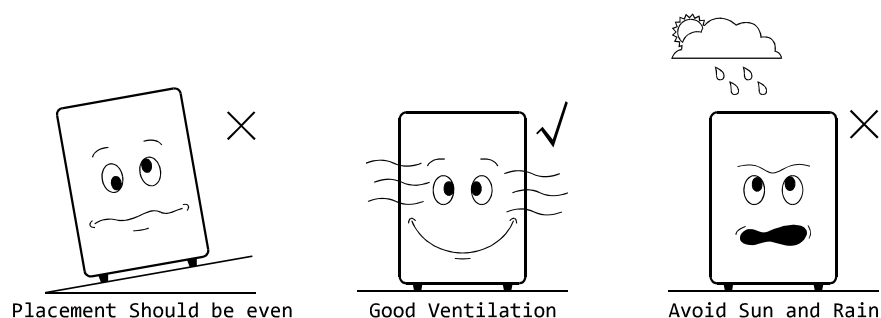 Placement Should be even
Good Ventilation
Avoid Sun and Rain